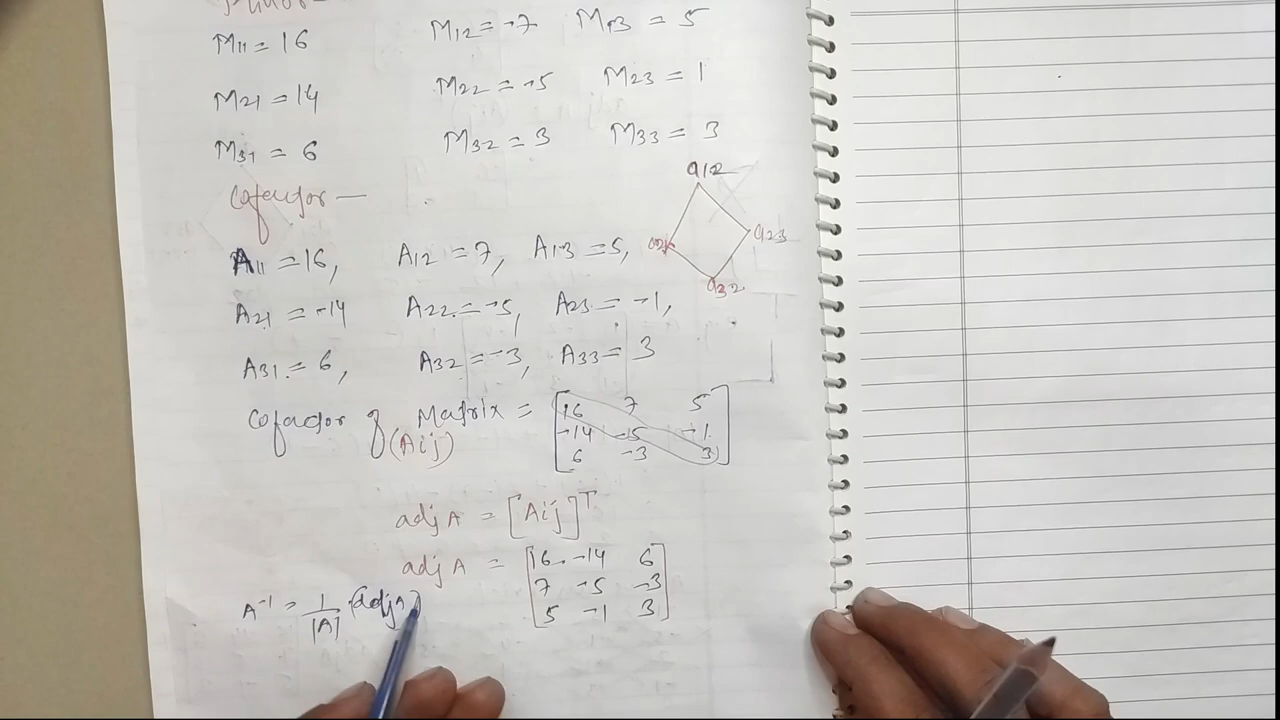 M11 = 16 M12 = -7 M13 = 5
M21 = 14 M22 = -5 M23 = 1
M31 = 6 M32 = 3 M33 = 3
Cofactor —
a12
a23
a32
A11 = 16, A12 = 7, A13 = 5,
A21 = -14 A22 = -5, A23 = -1,
A31 = 6, A32 = -3, A33 = 3
Cofactor of Matrix = [16 7 5
(Aij) -14 -5 -1
6 -3 3]
adj A = [Aij]^T
adj A = [16 -14 6
7 -5 -3
5 -1 3]
A^-1 = 1/|A| (adj A)